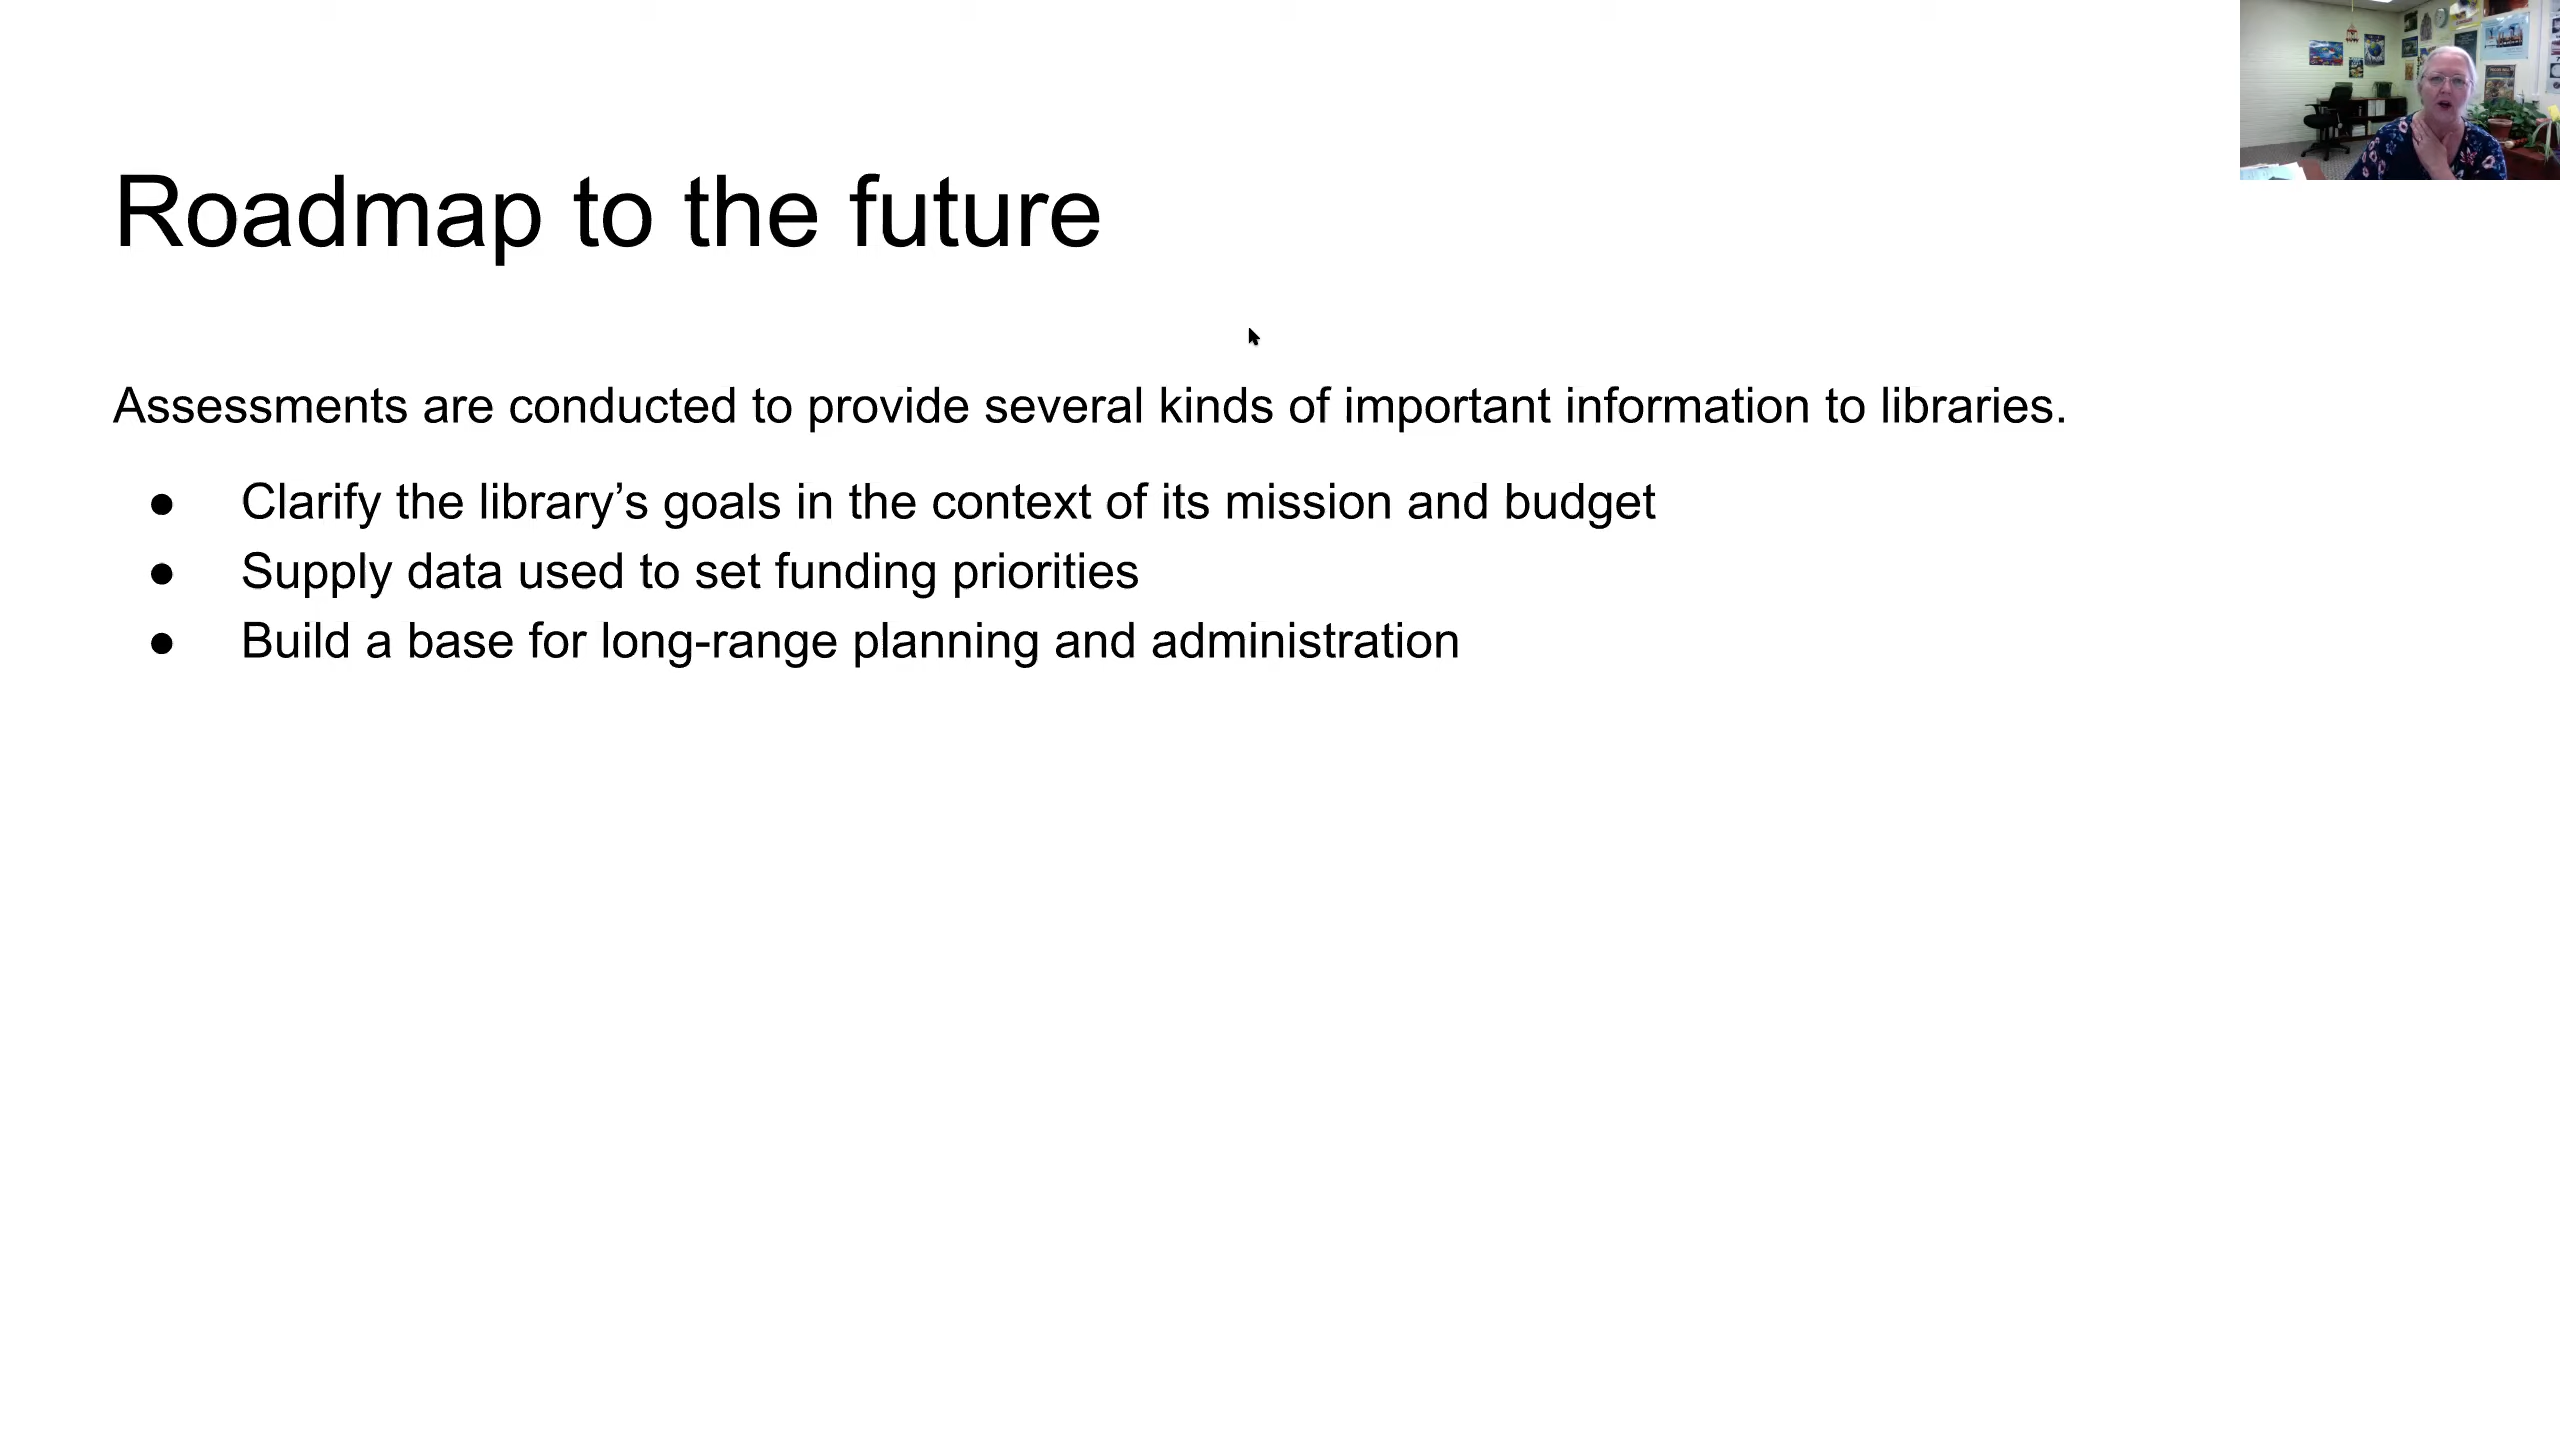 Roadmap to the future
Assessments are conducted to provide several kinds of important information to libraries.
● Clarify the library’s goals in the context of its mission and budget
● Supply data used to set funding priorities
● Build a base for long-range planning and administration